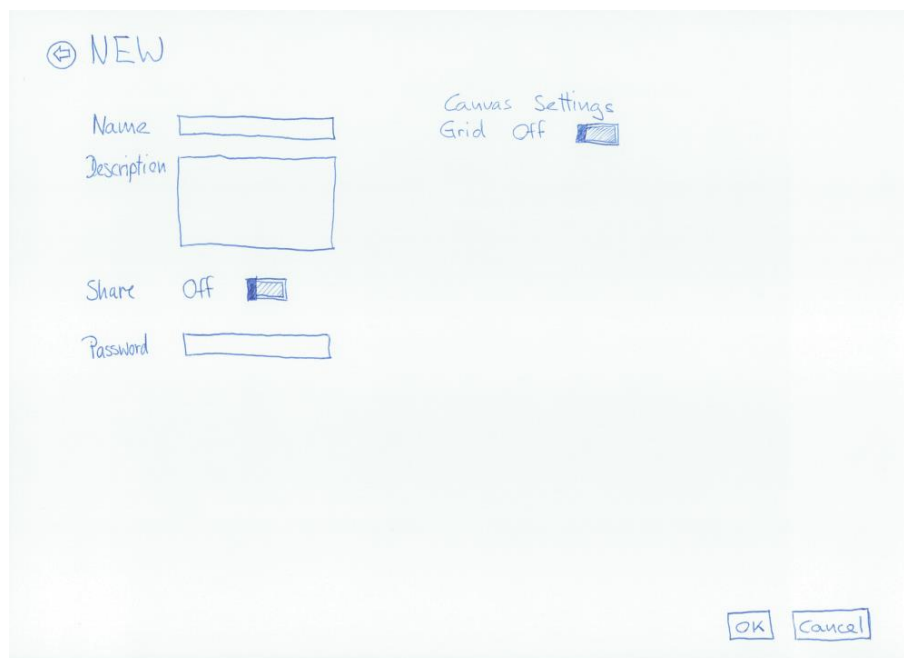 NEW
Name
Description
Share Off
Password
Canvas Settings
Grid Off
OK Cancel